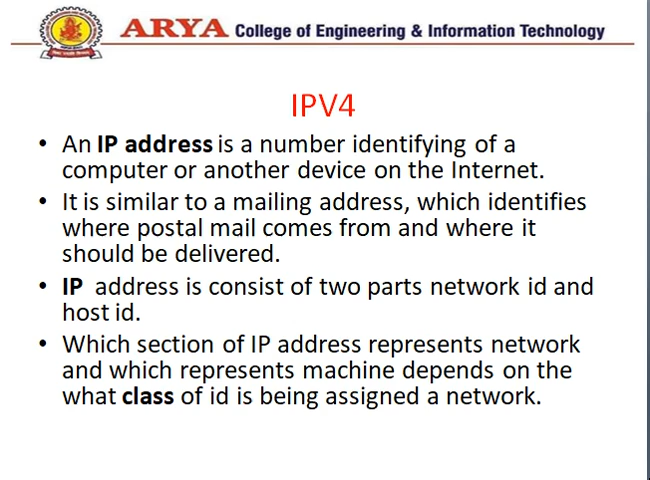 ARYA College of Engineering & Information Technology
IPV4
• An IP address is a number identifying of a
computer or another device on the Internet.
• It is similar to a mailing address, which identifies
where postal mail comes from and where it
should be delivered.
• IP address is consist of two parts network id and
host id.
• Which section of IP address represents network
and which represents machine depends on the
what class of id is being assigned a network.